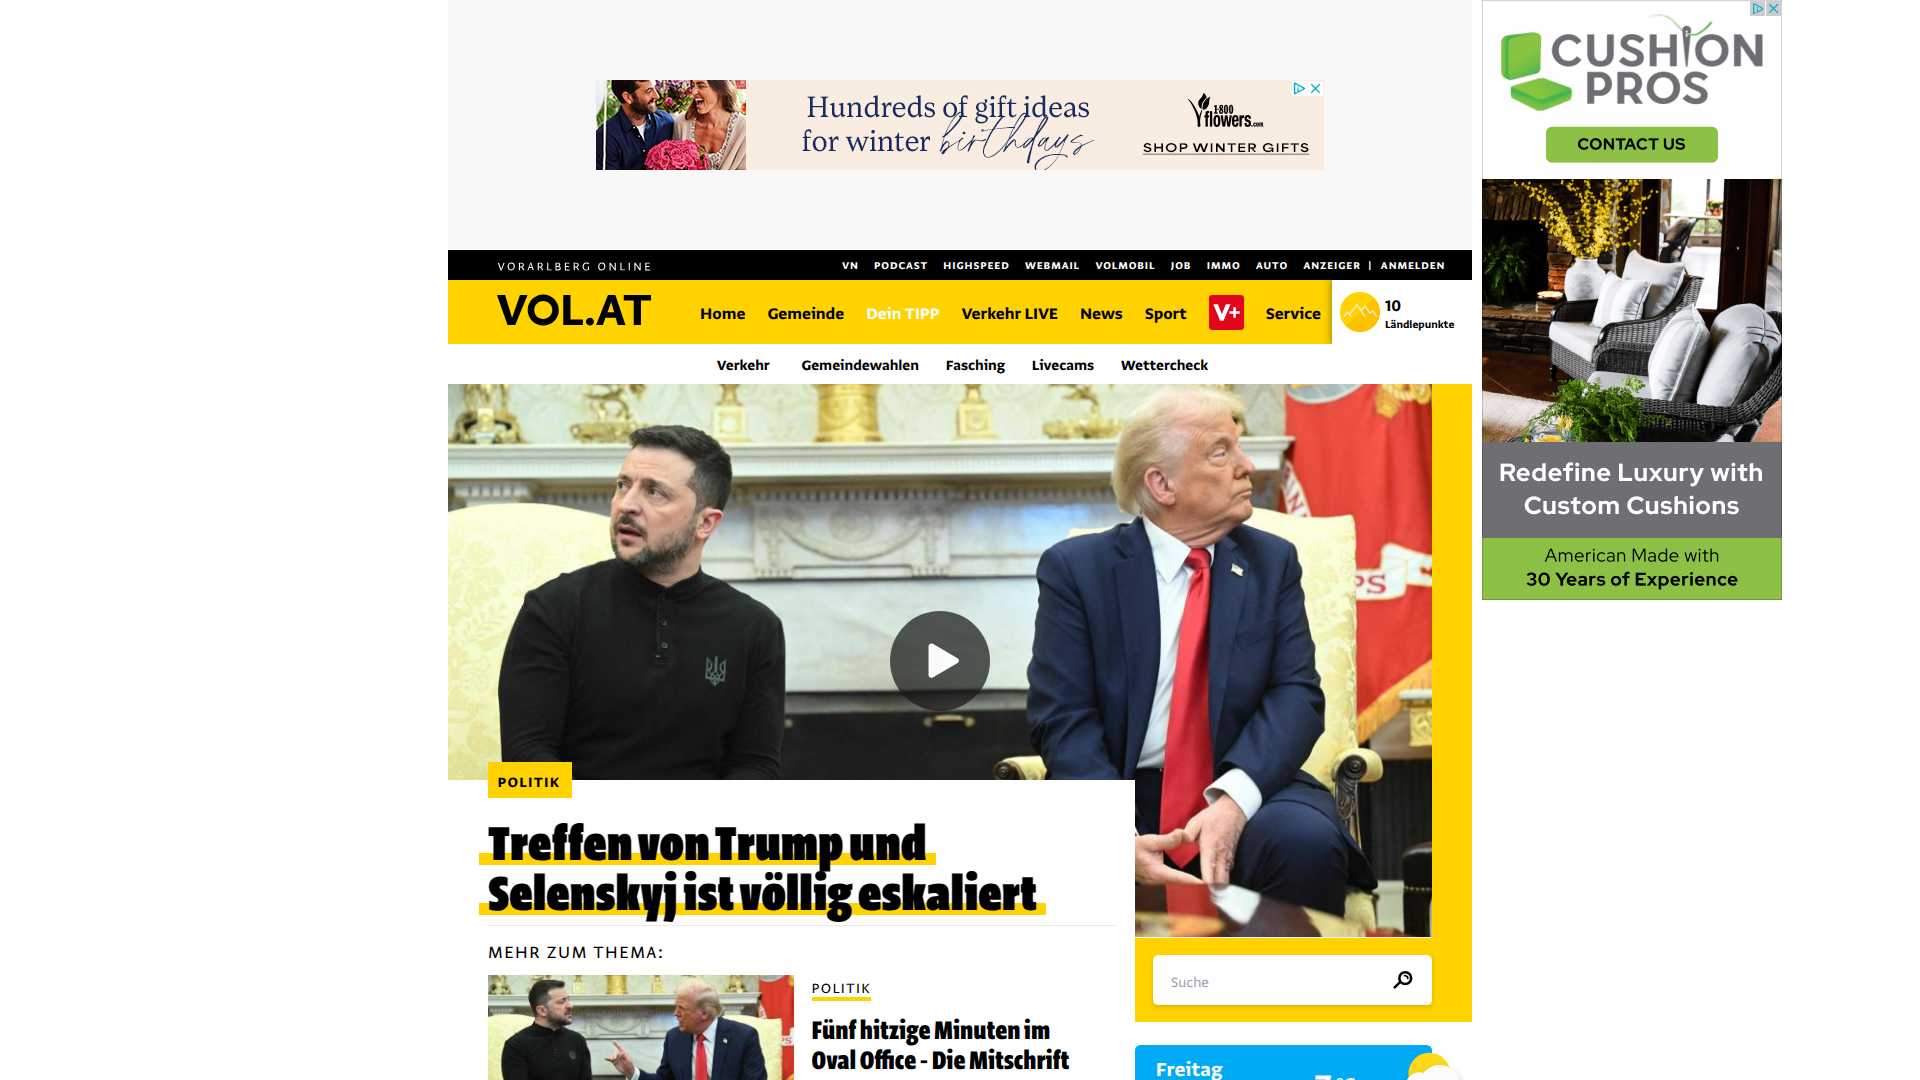 Hundreds of gift ideas
for winter birthdays
1·800
flowers.com
SHOP WINTER GIFTS
CUSHION
PROS
CONTACT US
Redefine Luxury with
Custom Cushions
American Made with
30 Years of Experience
VORARLBERG ONLINE
VN PODCAST HIGHSPEED WEBMAIL VOLMOBIL JOB IMMO AUTO ANZEIGER | ANMELDEN
VOL.AT
Home Gemeinde Dein TIPP Verkehr LIVE News Sport V+ Service
10
Ländlepunkte
Verkehr Gemeindewahlen Fasching Livecams Wettercheck
POLITIK
Treffen von Trump und
Selenskyj ist völlig eskaliert
MEHR ZUM THEMA:
POLITIK
Fünf hitzige Minuten im
Oval Office - Die Mitschrift
Suche
Freitag